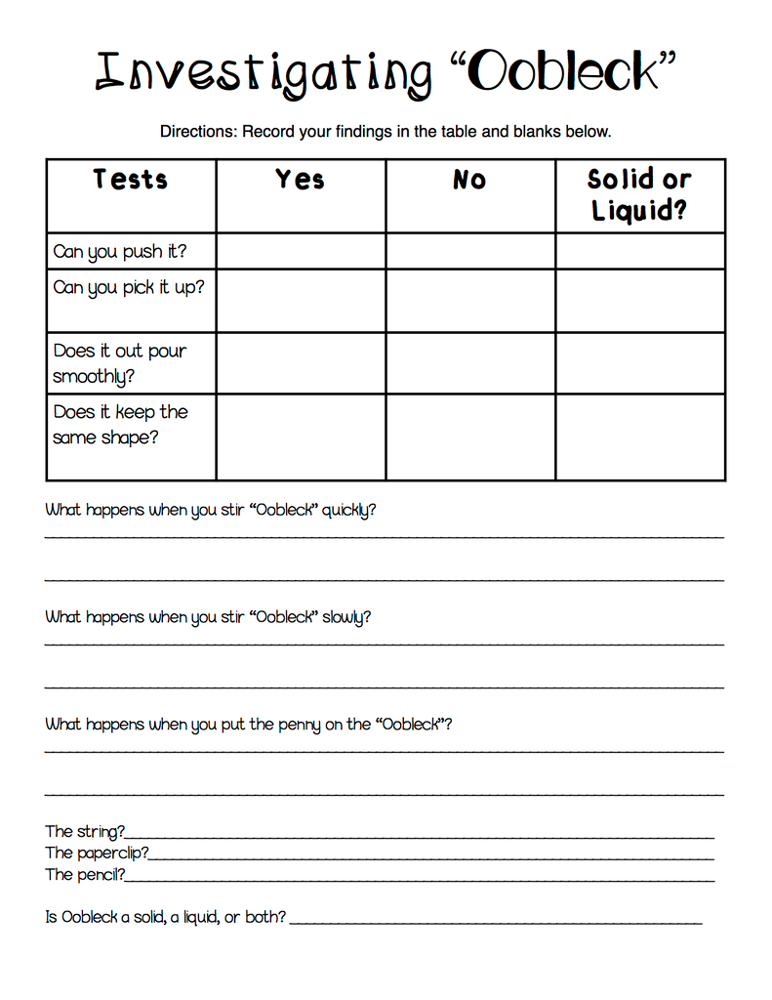 Investigating “Oobleck”
Directions: Record your findings in the table and blanks below.
Tests Yes No Solid or
Liquid?
Can you push it?
Can you pick it up?
Does it out pour
smoothly?
Does it keep the
same shape?
What happens when you stir “Oobleck” quickly?
What happens when you stir “Oobleck” slowly?
What happens when you put the penny on the “Oobleck”?
The string?
The paperclip?
The pencil?
Is Oobleck a solid, a liquid, or both?